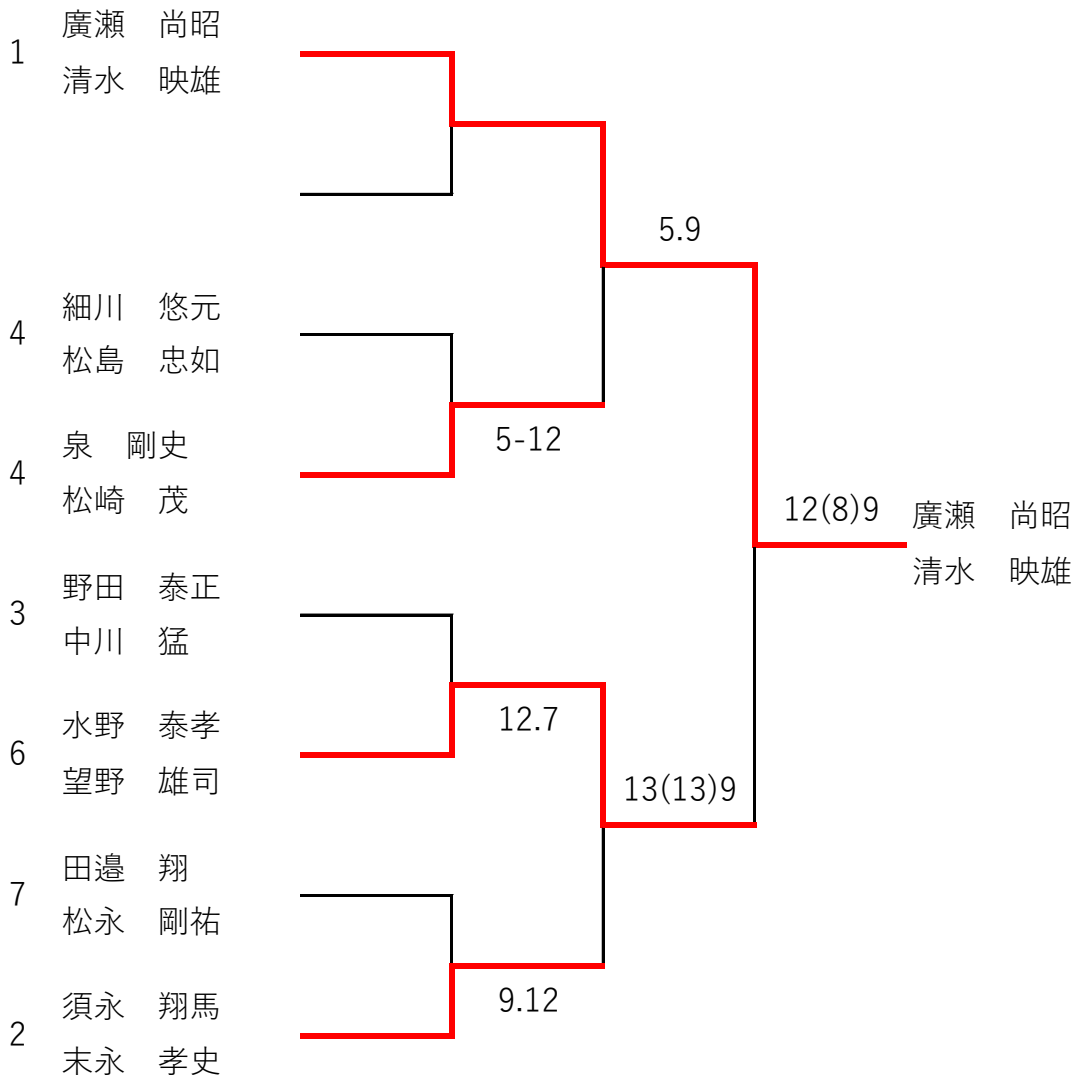 廣瀬　尚昭
1
清水　映雄
5.9
細川　悠元
4
松島　忠如
5-12
泉　剛史
4
松崎　茂
12(8)9
廣瀬　尚昭
清水　映雄
野田　泰正
3
中川　猛
12.7
水野　泰孝
6
望野　雄司
13(13)9
田邉　翔
7
松永　剛祐
9.12
須永　翔馬
2
末永　孝史